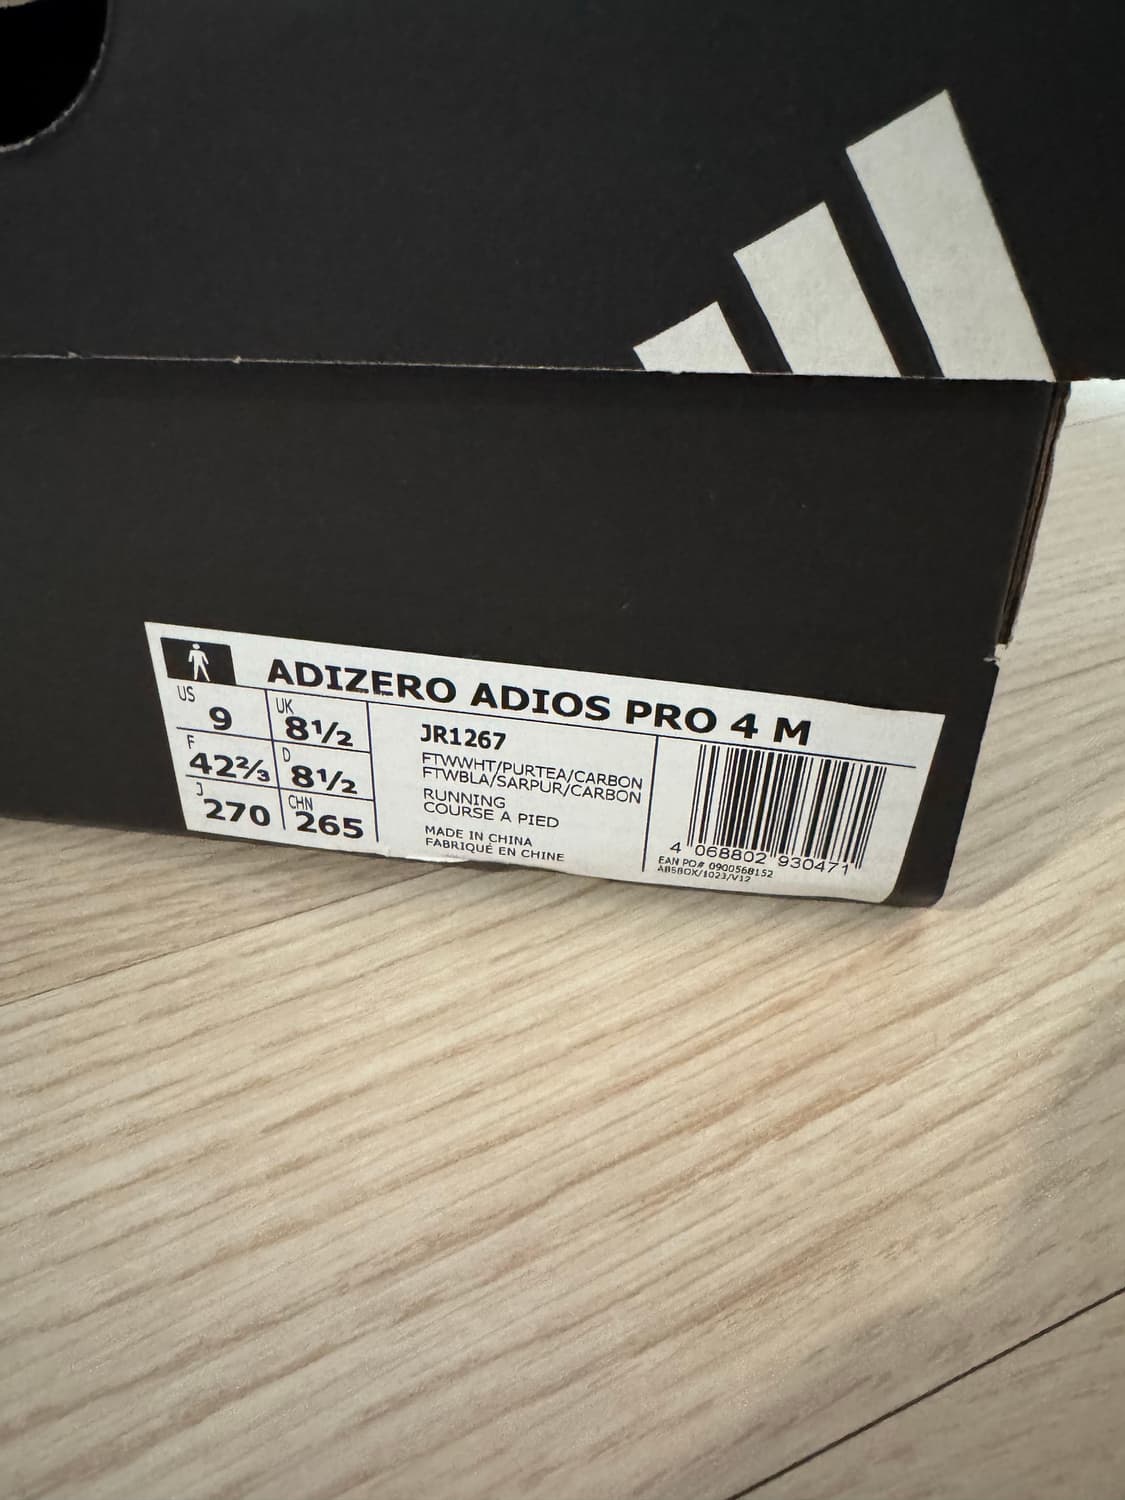 ADIZERO ADIOS PRO 4 M
US 9 UK 8½
F 42⅔ D 8½
J 270 CHN 265
JR1267
FTWWHT/PURTEA/CARBON
FTWBLA/SARPUR/CARBON
RUNNING
COURSE A PIED
MADE IN CHINA
FABRIQUÉ EN CHINE
4 068802 930471
EAN PO# 0900568152
ABSBOX/1023/V12